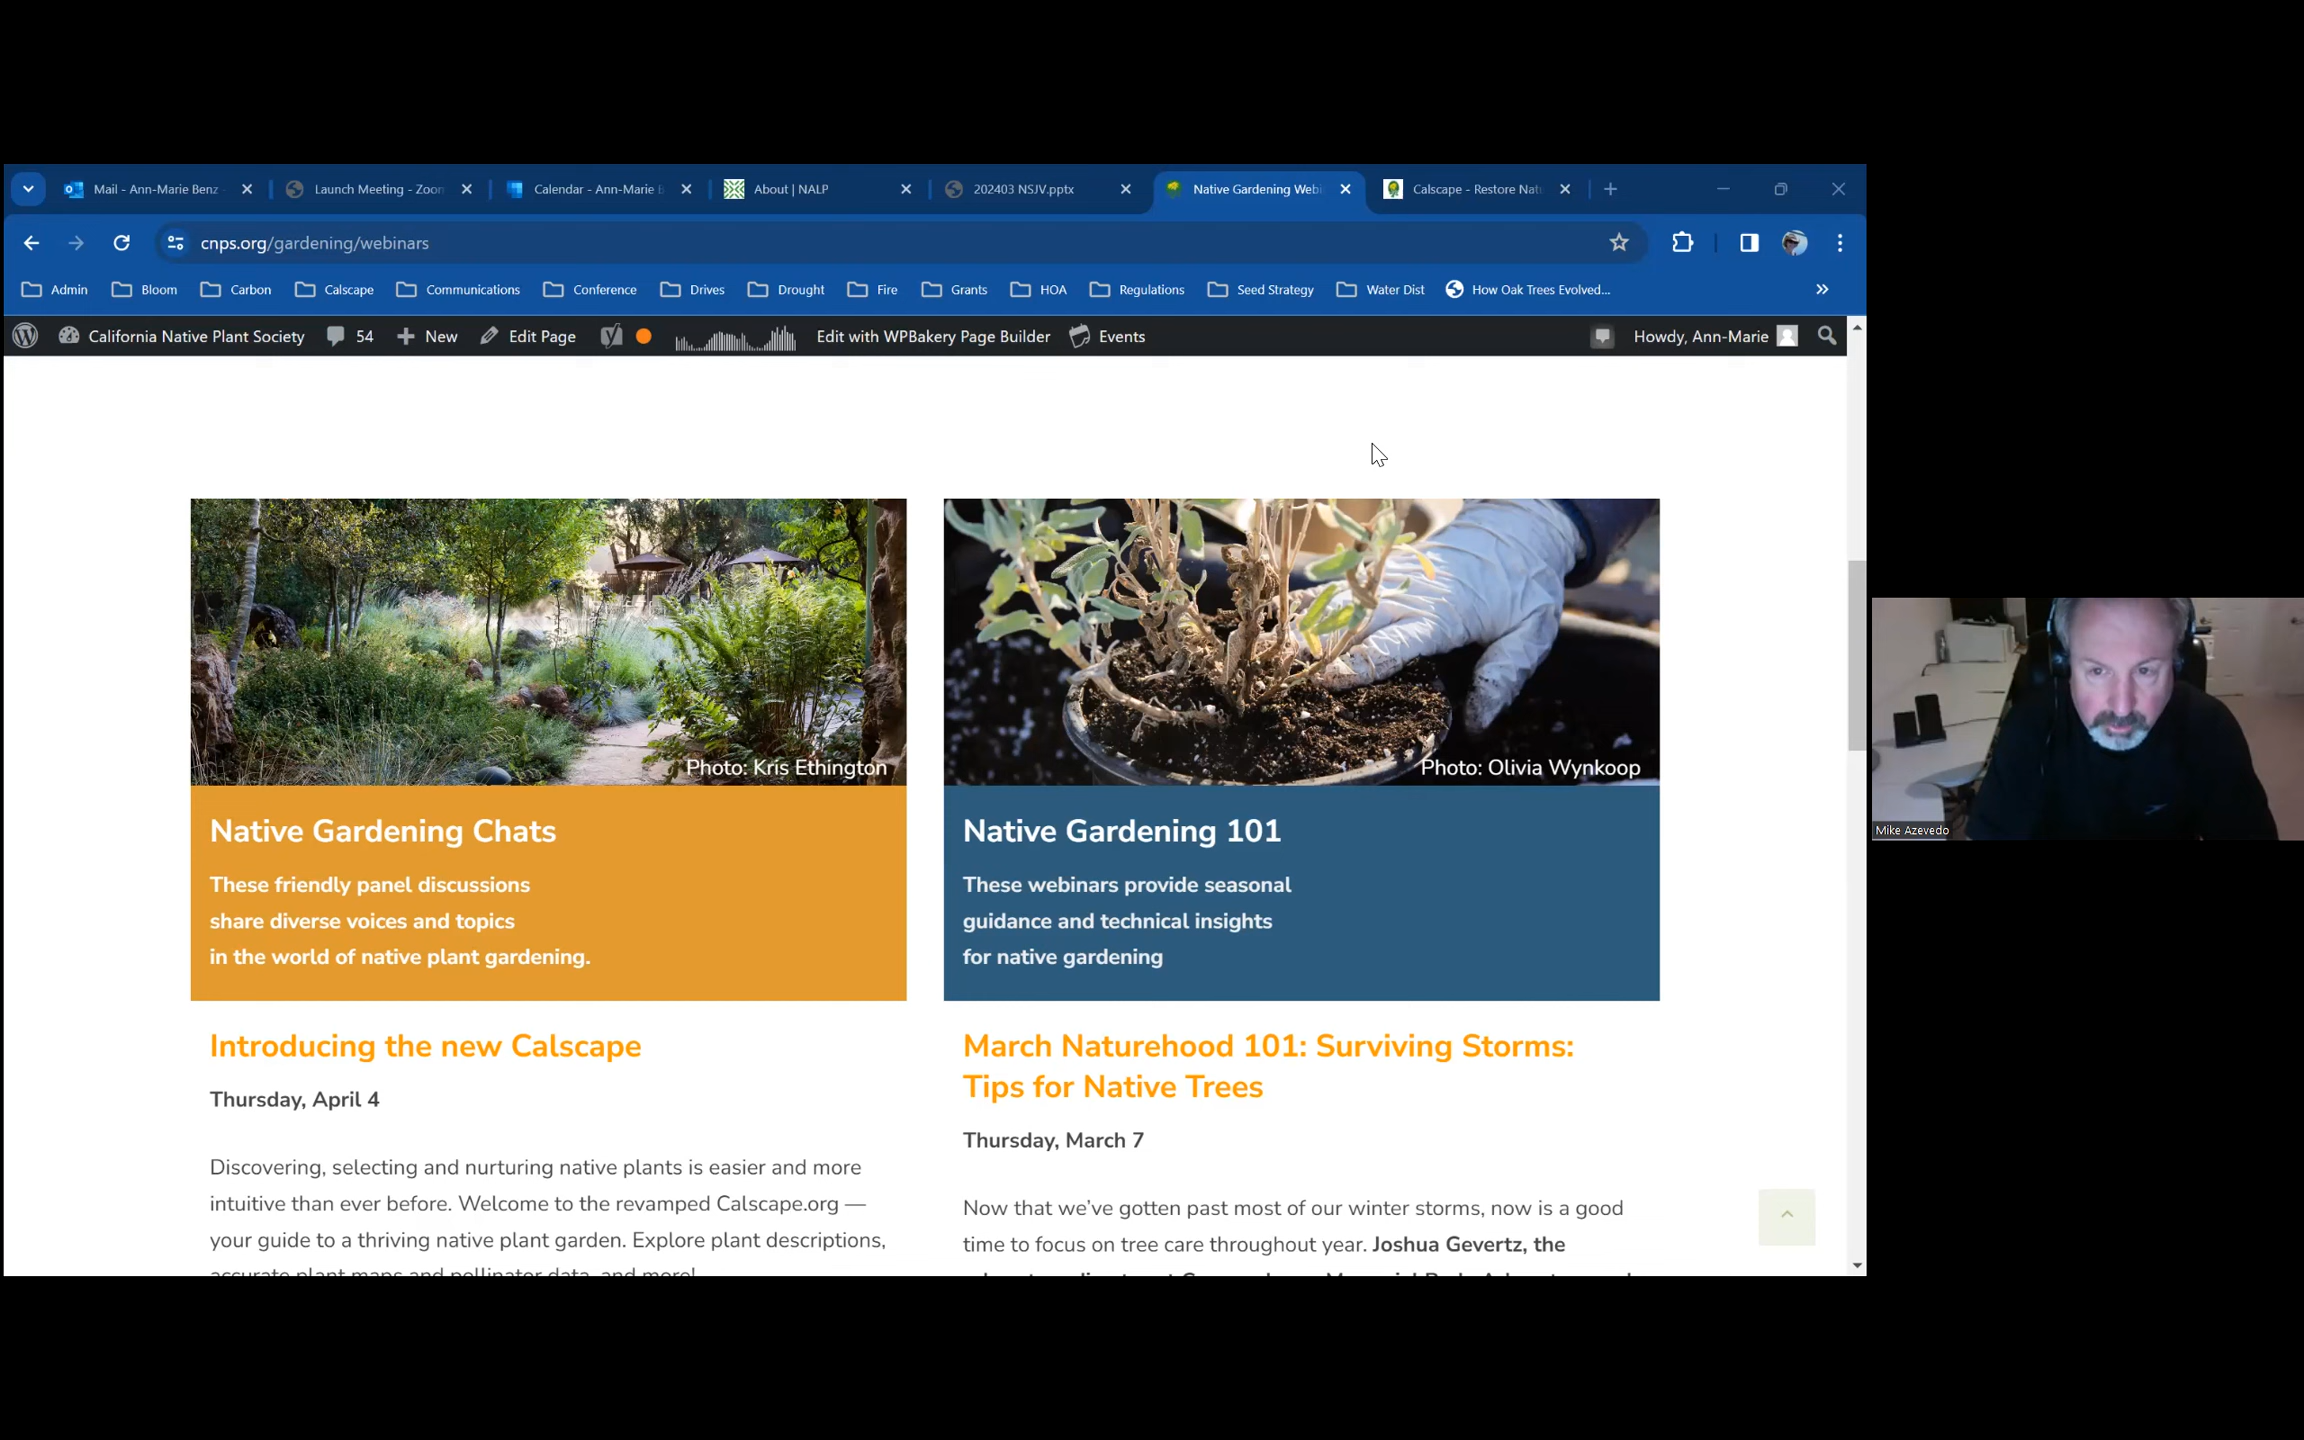 Mail - Ann-Marie Benz -
Launch Meeting - Zoom
Calendar - Ann-Marie B
About | NALP
202403 NSJV.pptx
Native Gardening Webi
Calscape - Restore Nat
cnps.org/gardening/webinars
Admin
Bloom
Carbon
Calscape
Communications
Conference
Drives
Drought
Fire
Grants
HOA
Regulations
Seed Strategy
Water Dist
How Oak Trees Evolved...
California Native Plant Society
54
New
Edit Page
Edit with WPBakery Page Builder
Events
Howdy, Ann-Marie
Photo: Kris Ethington
Native Gardening Chats
These friendly panel discussions
share diverse voices and topics
in the world of native plant gardening.
Introducing the new Calscape
Thursday, April 4
Discovering, selecting and nurturing native plants is easier and more
intuitive than ever before. Welcome to the revamped Calscape.org —
your guide to a thriving native plant garden. Explore plant descriptions,
accurate plant maps and pollinator data, and more!
Photo: Olivia Wynkoop
Native Gardening 101
These webinars provide seasonal
guidance and technical insights
for native gardening
March Naturehood 101: Surviving Storms:
Tips for Native Trees
Thursday, March 7
Now that we've gotten past most of our winter storms, now is a good
time to focus on tree care throughout year. Joshua Gevertz, the
Mike Azevedo